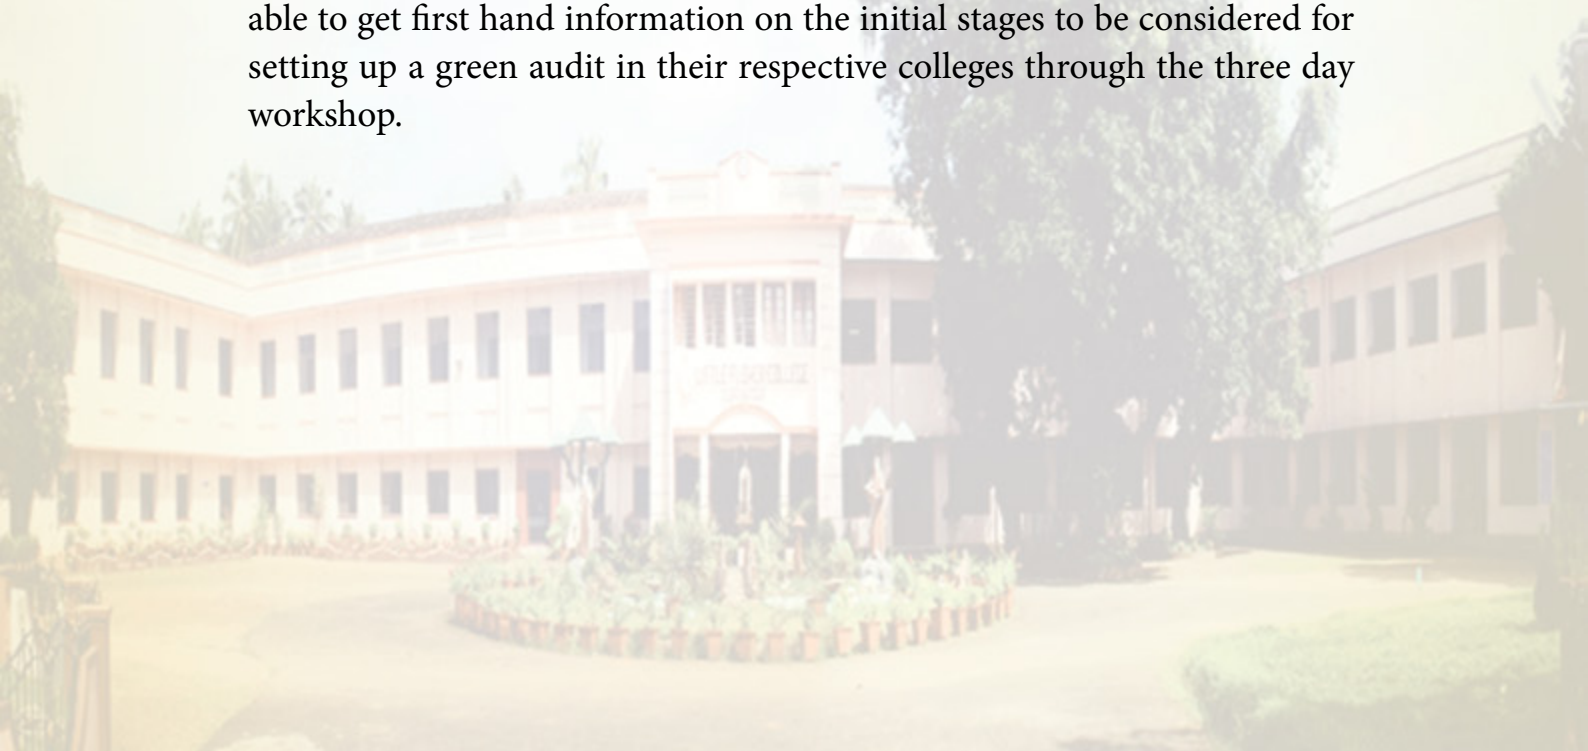 able to get first hand information on the initial stages to be considered for
setting up a green audit in their respective colleges through the three day
workshop.